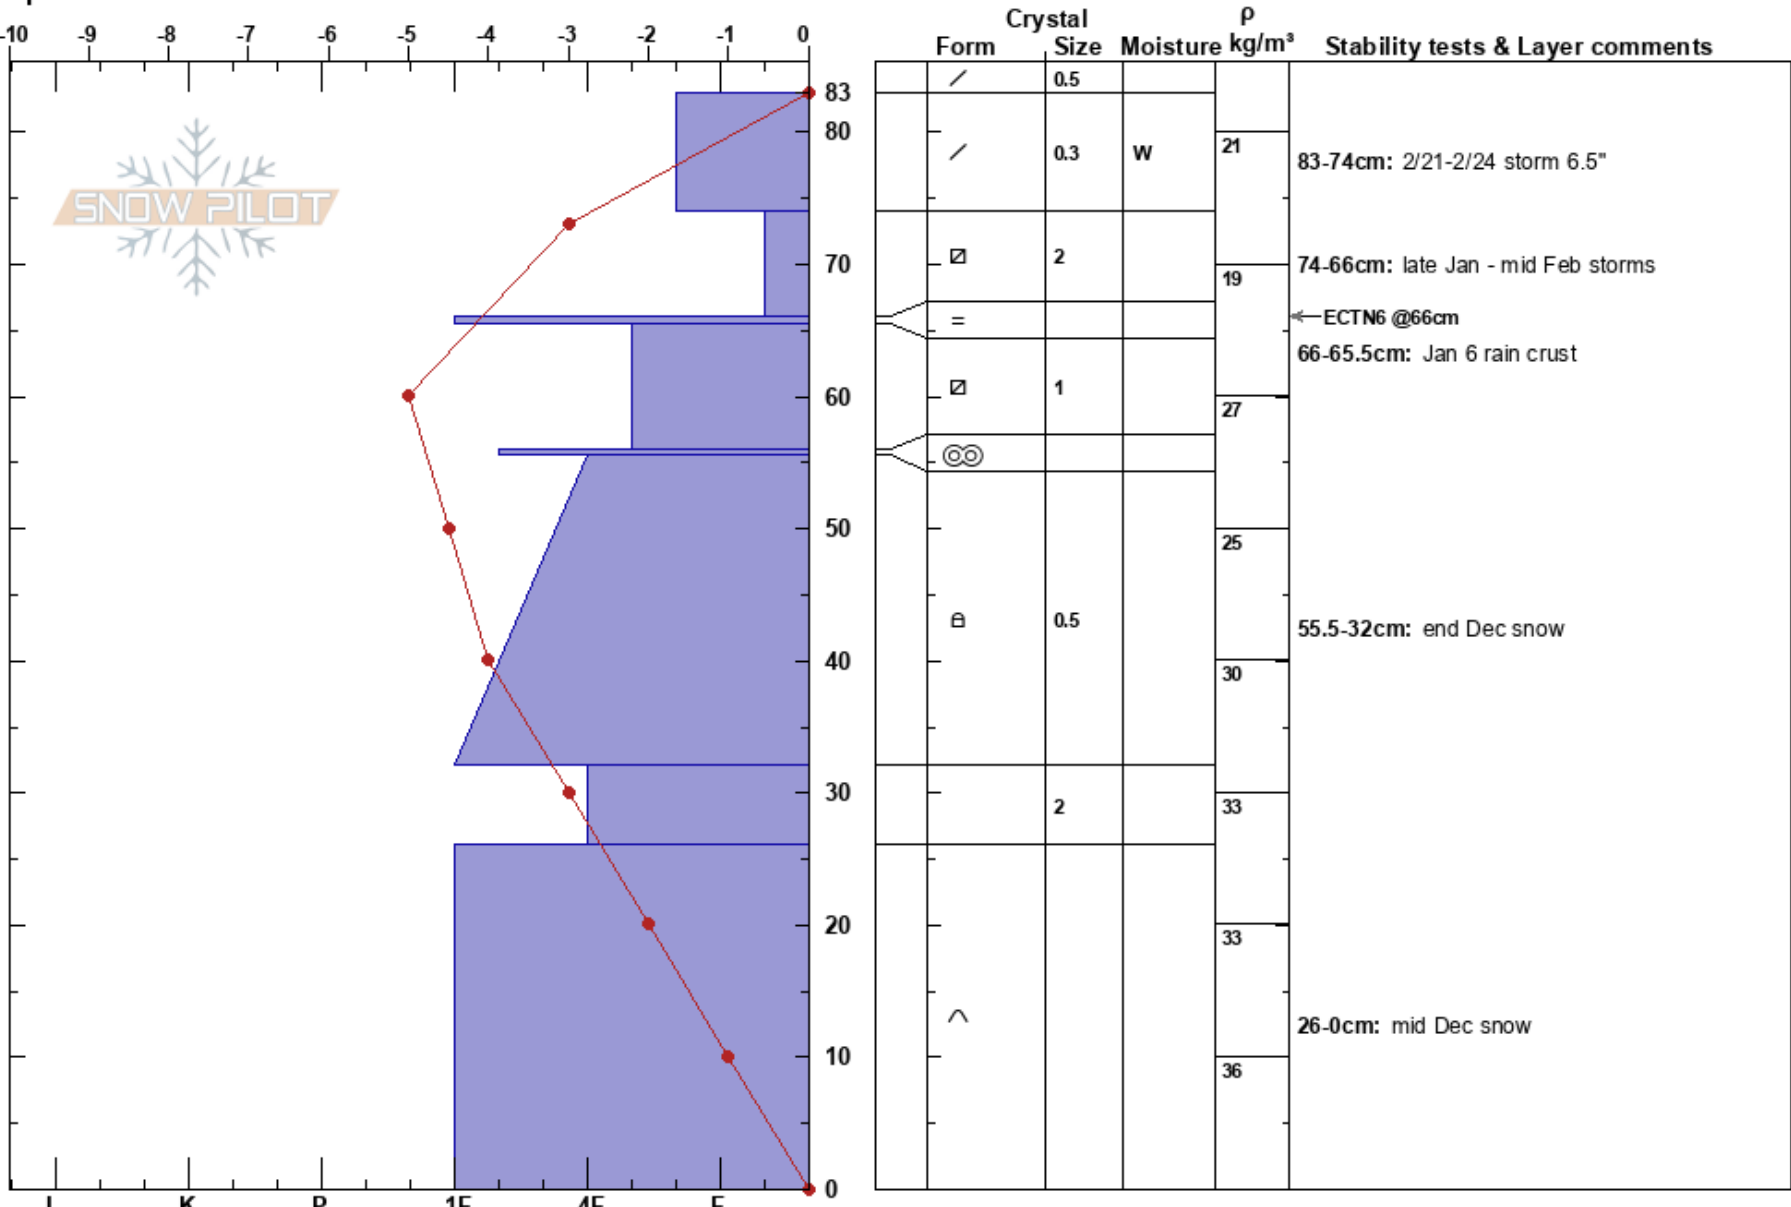 Crystal ρ
-10 -9 -8 -7 -6 -5 -4 -3 -2 -1 0 Form Size Moisture kg/m³ Stability tests & Layer comments
0.5
83
80
0.3 W 21 83-74cm: 2/21-2/24 storm 6.5"
SNOW PILOT
70 2 19 74-66cm: late Jan - mid Feb storms
= ECTN6 @66cm
66-65.5cm: Jan 6 rain crust
60 1 27
50 25
0.5 55.5-32cm: end Dec snow
40 30
30 2 33
20 33
26-0cm: mid Dec snow
10 36
0
I K P 1F 4F F